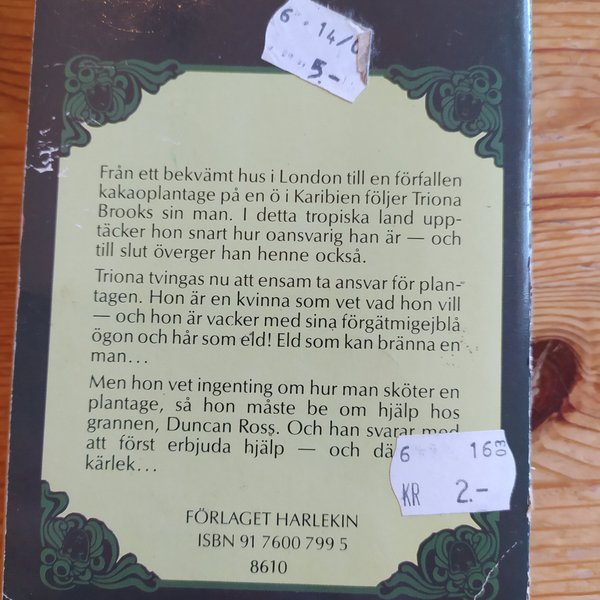 6 14/0
5.-
Från ett bekvämt hus i London till en förfallen
kakaoplantage på en ö i Karibien följer Triona
Brooks sin man. I detta tropiska land upp-
täcker hon snart hur oansvarig han är — och
till slut överger han henne också.
Triona tvingas nu att ensam ta ansvar för plan-
tagen. Hon är en kvinna som vet vad hon vill
— och hon är vacker med sina förgätmigejblå
ögon och hår som eld! Eld som kan bränna en
man...
Men hon vet ingenting om hur man sköter en
plantage, så hon måste be om hjälp hos
grannen, Duncan Ross. Och han svarar med
att först erbjuda hjälp — och
kärlek...
6 16 03
KR 2.-
FÖRLAGET HARLEKIN
ISBN 91 7600 799 5
8610